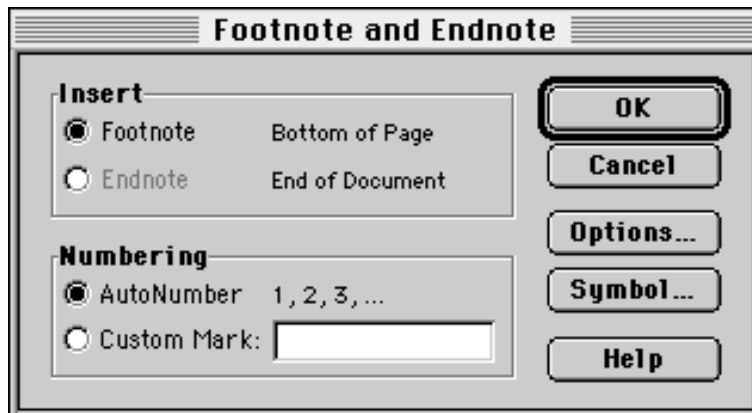 Footnote and Endnote
Insert
Footnote Bottom of Page
Endnote End of Document
Numbering
AutoNumber 1, 2, 3, ...
Custom Mark:
OK
Cancel
Options...
Symbol...
Help